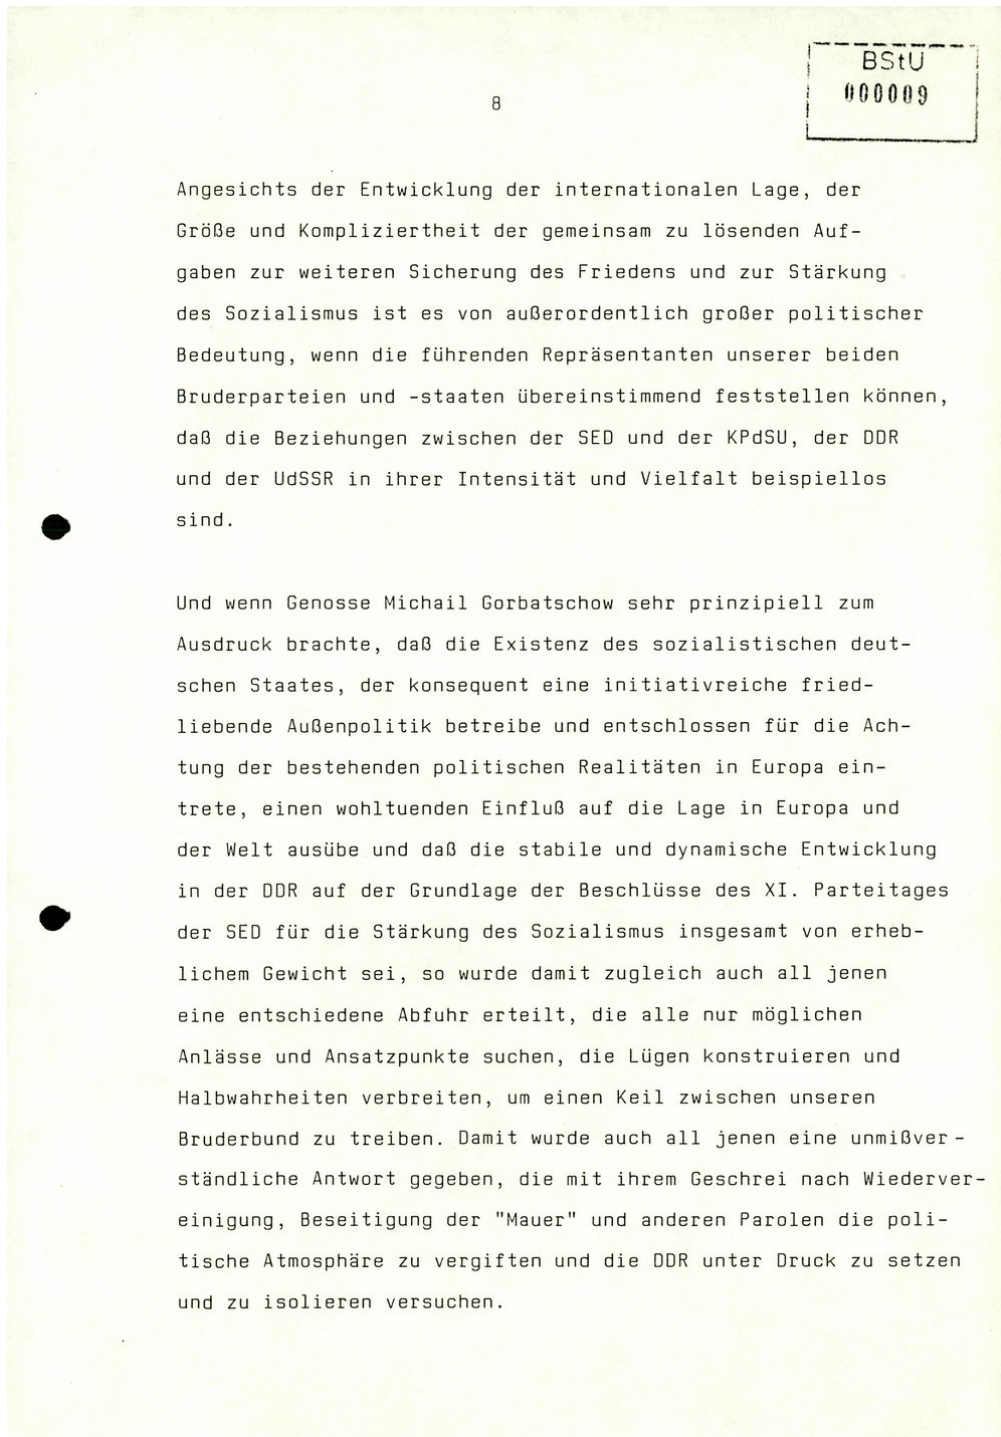 BStU
000009
8
Angesichts der Entwicklung der internationalen Lage, der
Größe und Kompliziertheit der gemeinsam zu lösenden Auf-
gaben zur weiteren Sicherung des Friedens und zur Stärkung
des Sozialismus ist es von außerordentlich großer politischer
Bedeutung, wenn die führenden Repräsentanten unserer beiden
Bruderparteien und -staaten übereinstimmend feststellen können,
daß die Beziehungen zwischen der SED und der KPdSU, der DDR
und der UdSSR in ihrer Intensität und Vielfalt beispiellos
sind.
Und wenn Genosse Michail Gorbatschow sehr prinzipiell zum
Ausdruck brachte, daß die Existenz des sozialistischen deut-
schen Staates, der konsequent eine initiativreiche fried-
liebende Außenpolitik betreibe und entschlossen für die Ach-
tung der bestehenden politischen Realitäten in Europa ein-
trete, einen wohltuenden Einfluß auf die Lage in Europa und
der Welt ausübe und daß die stabile und dynamische Entwicklung
in der DDR auf der Grundlage der Beschlüsse des XI. Parteitages
der SED für die Stärkung des Sozialismus insgesamt von erheb-
lichem Gewicht sei, so wurde damit zugleich auch all jenen
eine entschiedene Abfuhr erteilt, die alle nur möglichen
Anlässe und Ansatzpunkte suchen, die Lügen konstruieren und
Halbwahrheiten verbreiten, um einen Keil zwischen unseren
Bruderbund zu treiben. Damit wurde auch all jenen eine unmißver-
ständliche Antwort gegeben, die mit ihrem Geschrei nach Wiederver-
einigung, Beseitigung der "Mauer" und anderen Parolen die poli-
tische Atmosphäre zu vergiften und die DDR unter Druck zu setzen
und zu isolieren versuchen.